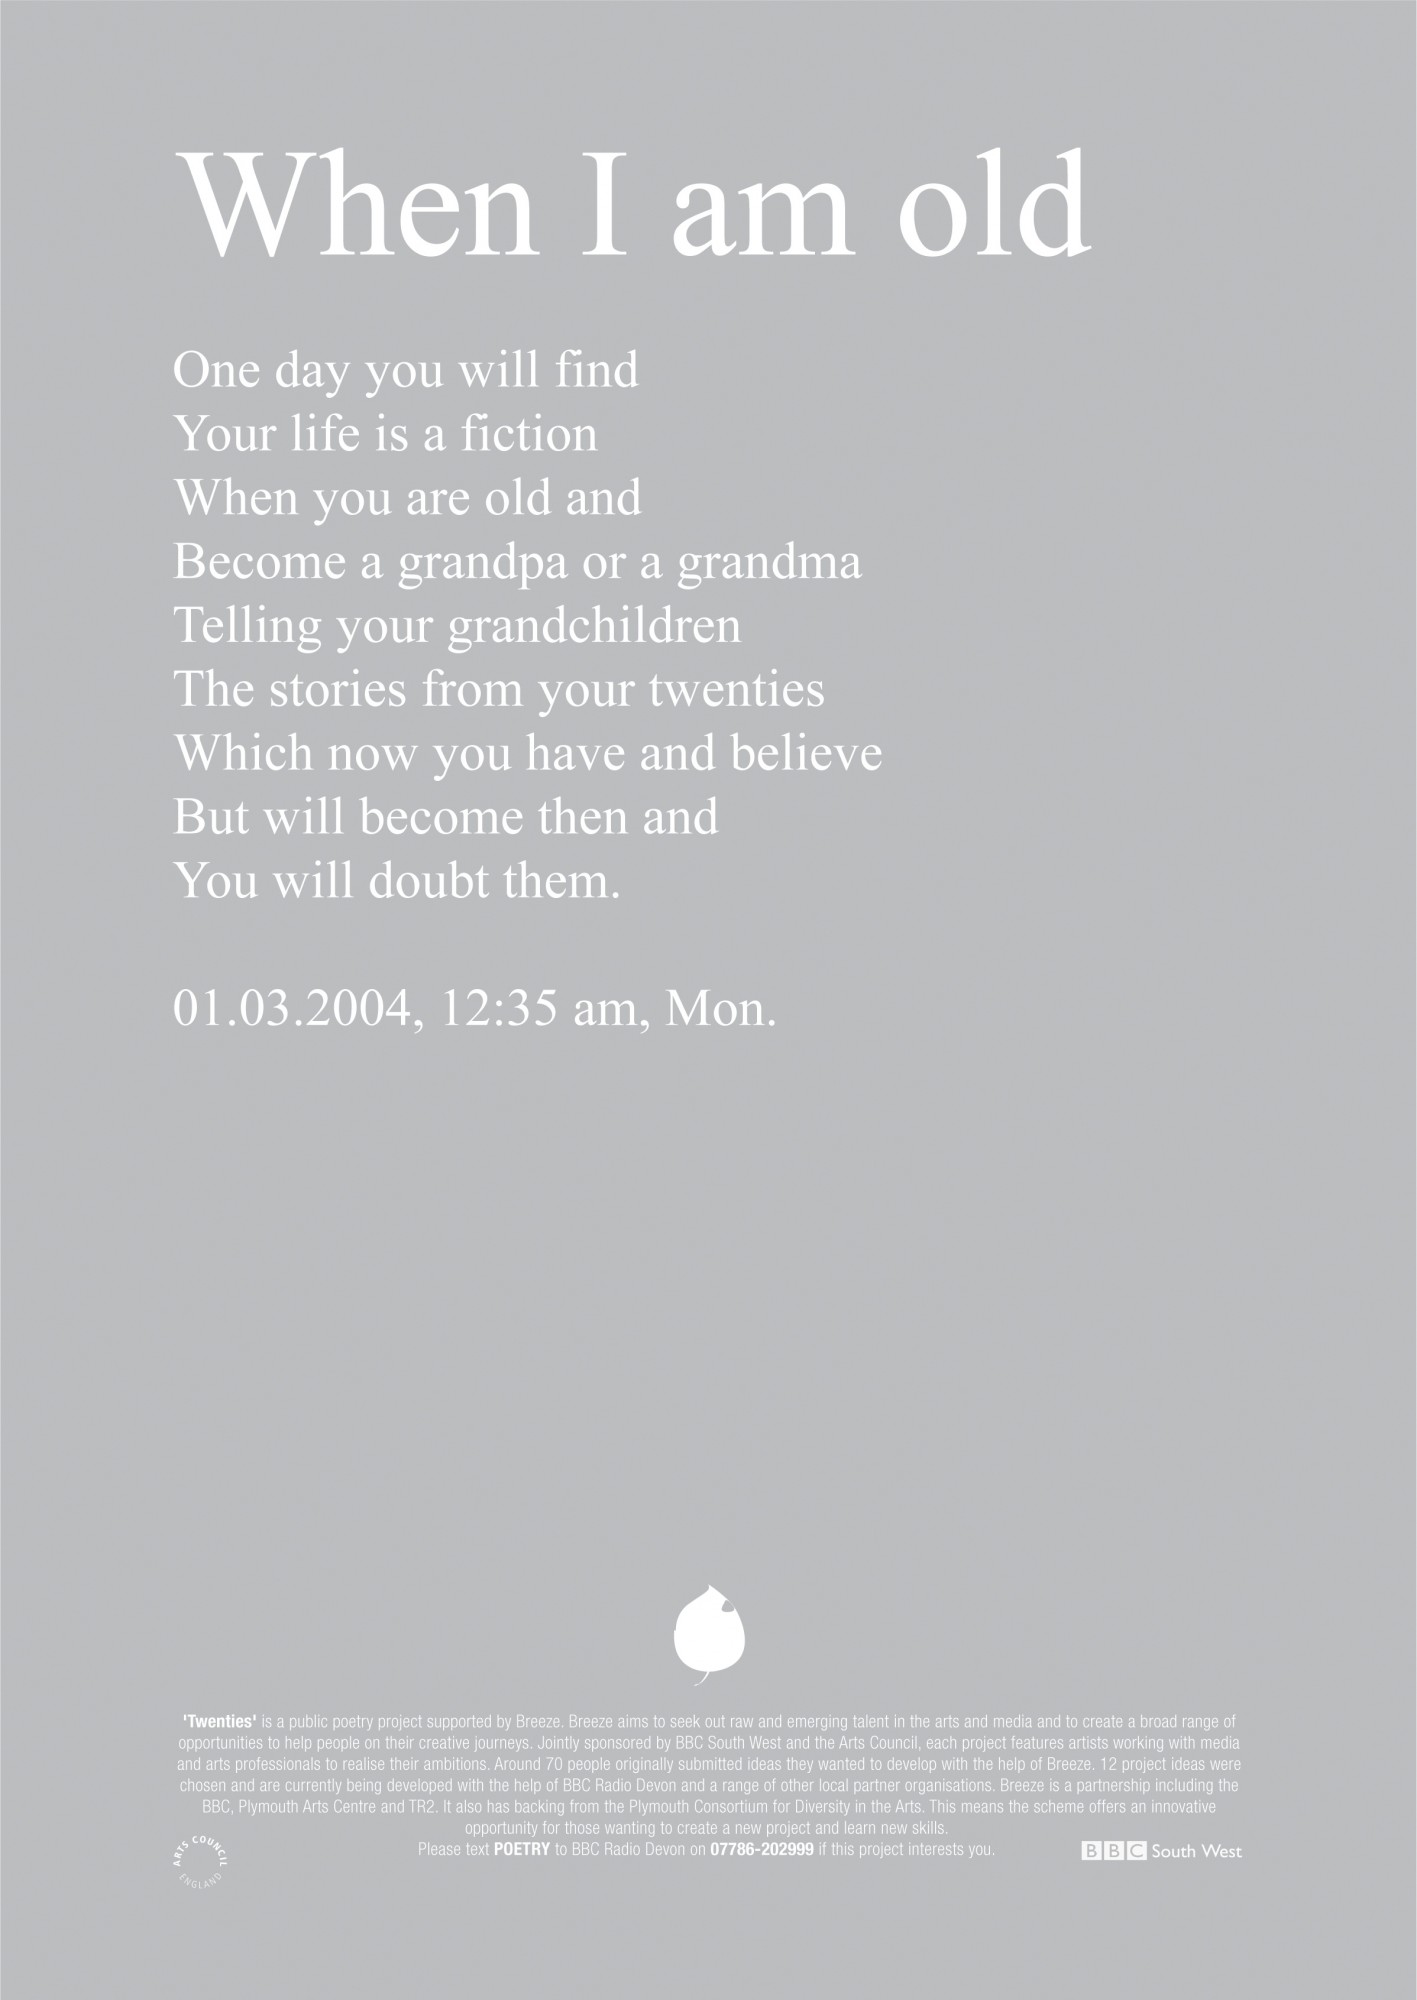 When I am old
One day you will find
Your life is a fiction
When you are old and
Become a grandpa or a grandma
Telling your grandchildren
The stories from your twenties
Which now you have and believe
But will become then and
You will doubt them.
01.03.2004, 12:35 am, Mon.
'Twenties' is a public poetry project supported by Breeze. Breeze aims to seek out raw and emerging talent in the arts and media and to create a broad range of
opportunities to help people on their creative journeys. Jointly sponsored by BBC South West and the Arts Council, each project features artists working with media
and arts professionals to realise their ambitions. Around 70 people originally submitted ideas they wanted to develop with the help of Breeze. 12 project ideas were
chosen and are currently being developed with the help of BBC Radio Devon and a range of other local partner organisations. Breeze is a partnership including the
BBC, Plymouth Arts Centre and TR2. It also has backing from the Plymouth Consortium for Diversity in the Arts. This means the scheme offers an innovative
opportunity for those wanting to create a new project and learn new skills.
Please text POETRY to BBC Radio Devon on 07786-202999 if this project interests you.
ARTS COUNCIL
ENGLAND
BBC South West